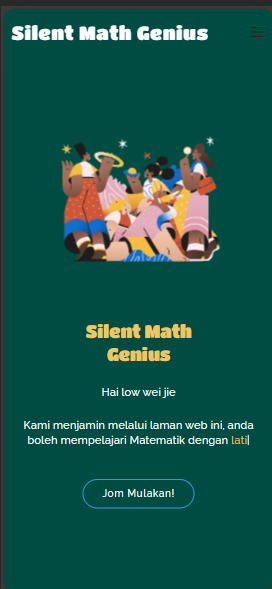 Silent Math Genius
Silent Math
Genius
Hai low wei jie
Kami menjamin melalui laman web ini, anda
boleh mempelajari Matematik dengan lati|
Jom Mulakan!